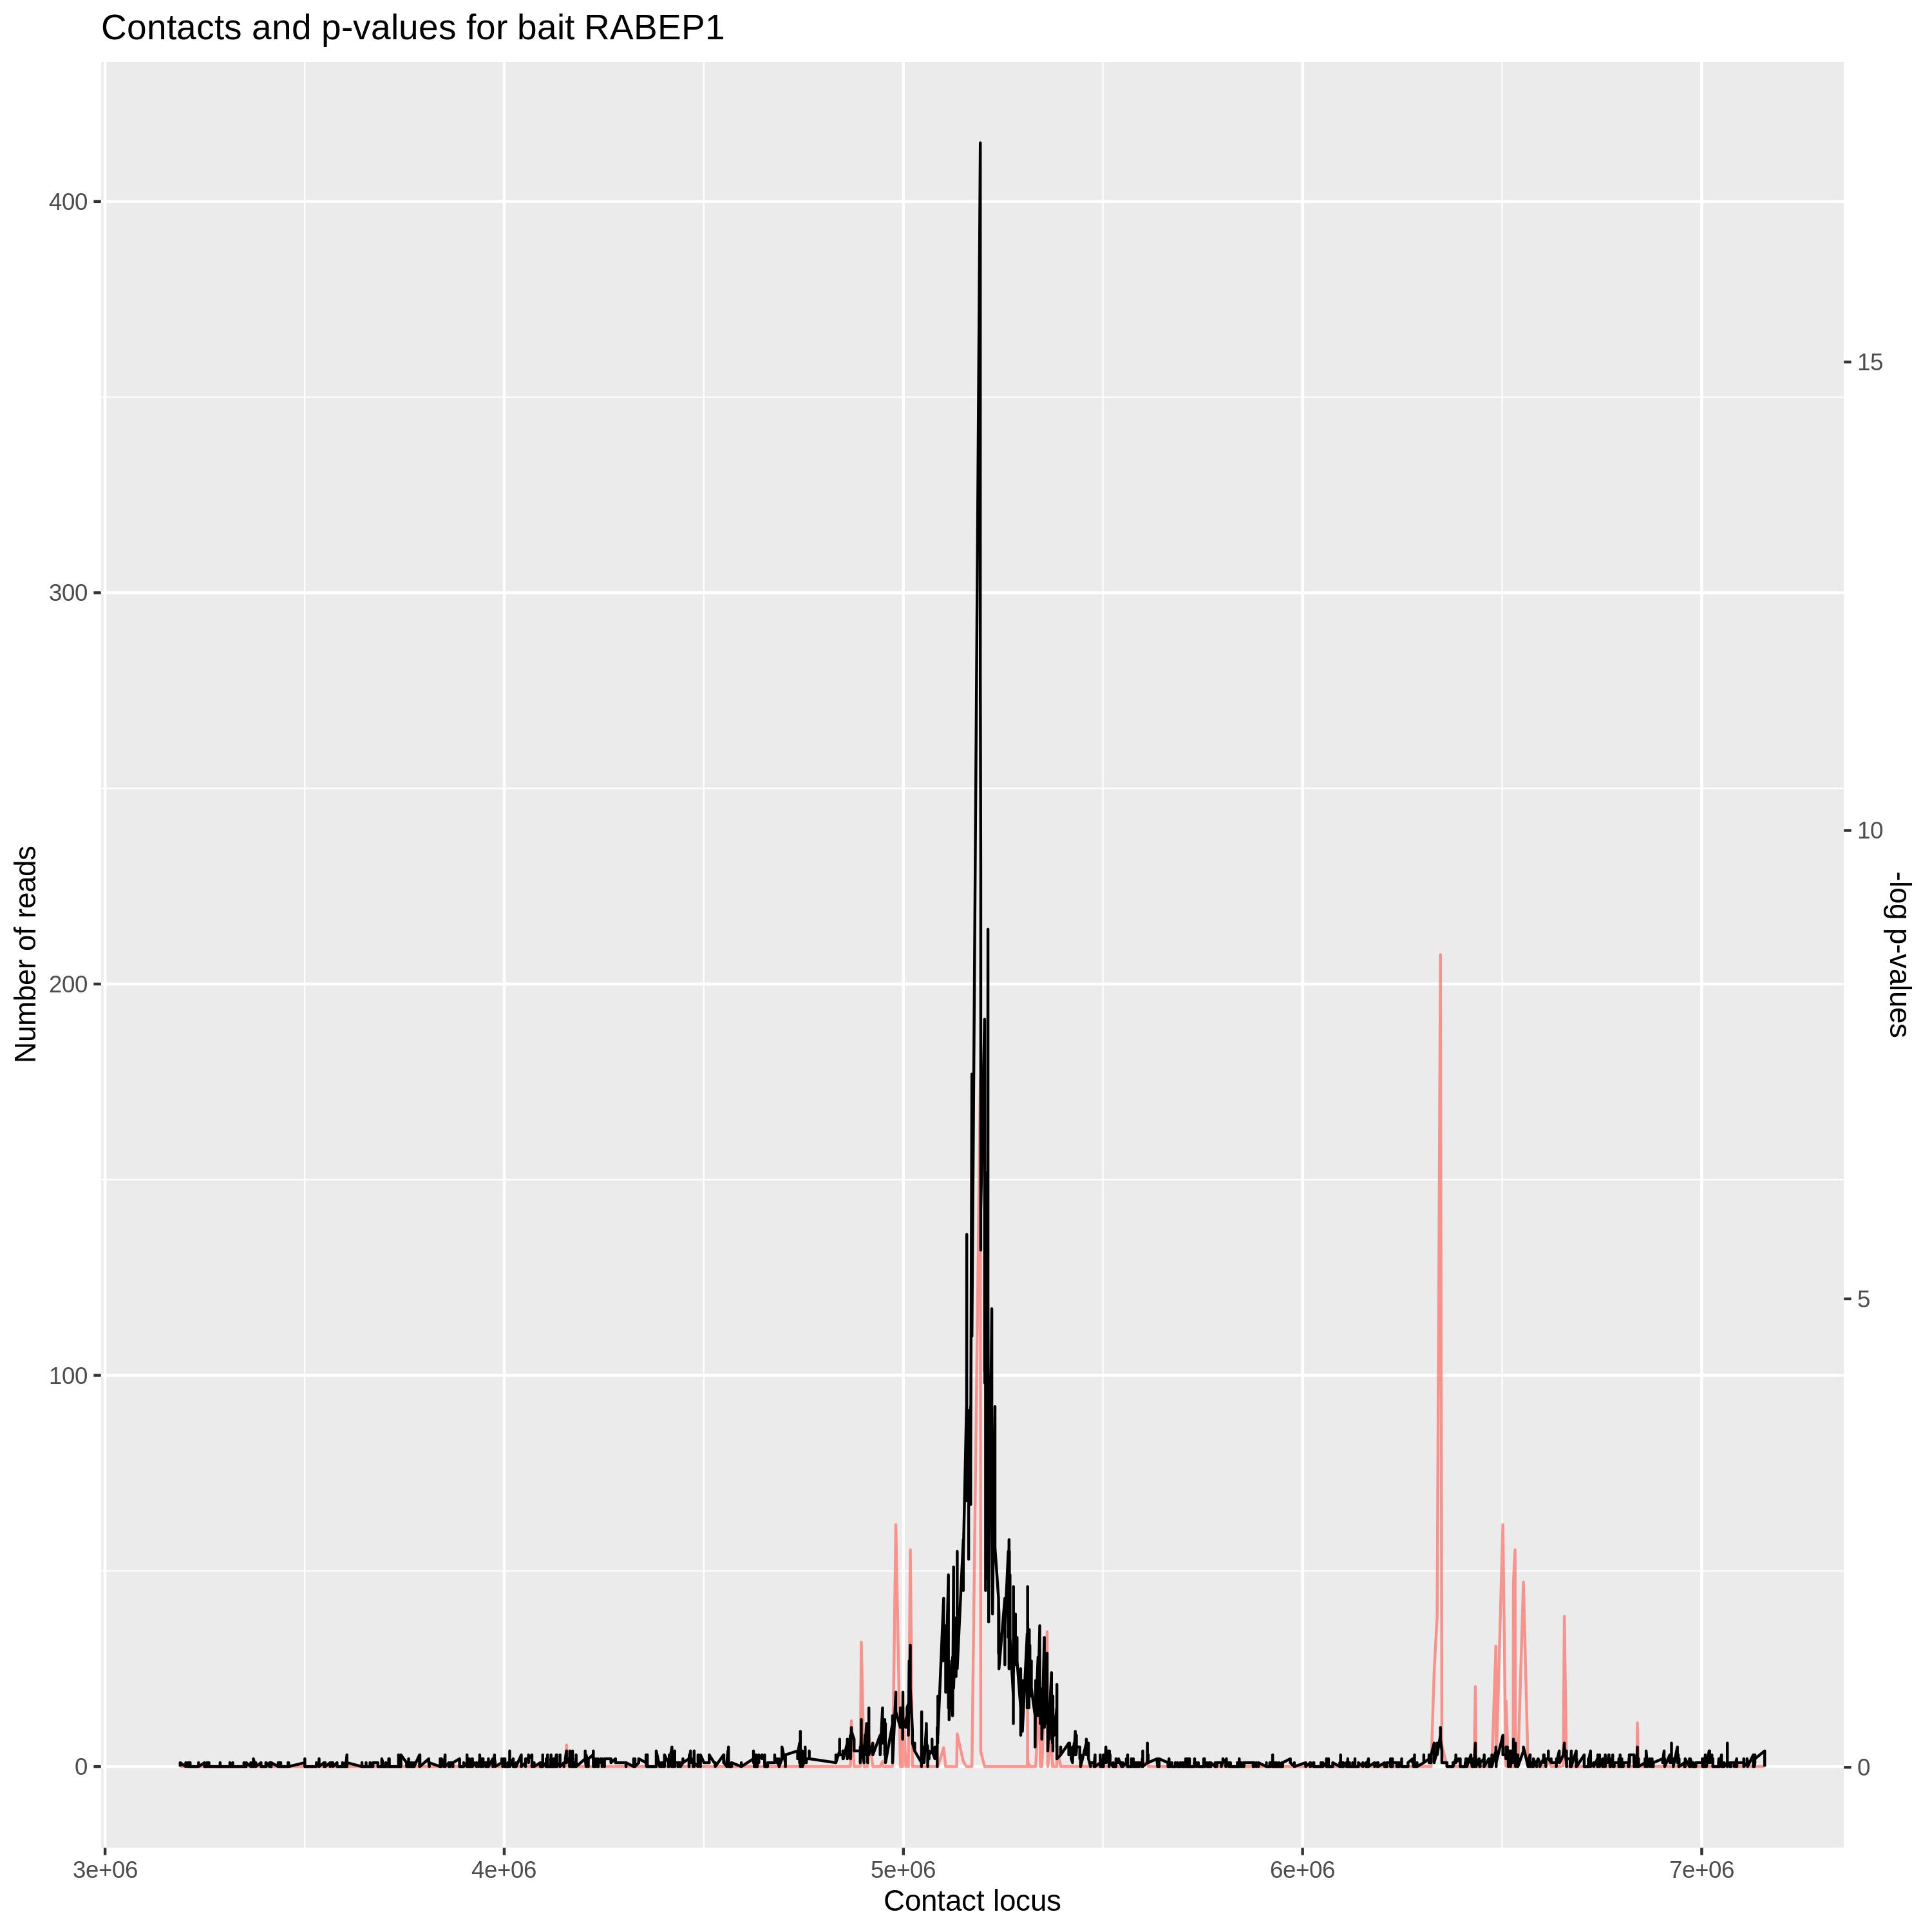 Contacts and p-values for bait RABEP1
400
300
200
100
0
Number of reads
15
10
5
0
-log p-values
3e+06
4e+06
5e+06
6e+06
7e+06
Contact locus